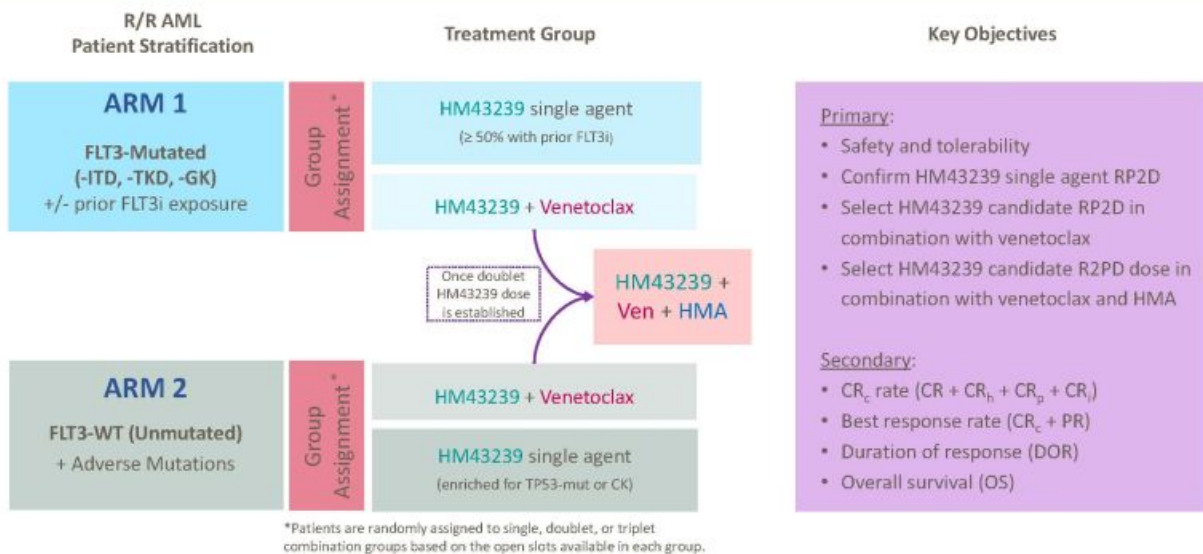 R/R AML
Patient Stratification
Treatment Group
Key Objectives
ARM 1
FLT3-Mutated
(-ITD, -TKD, -GK)
+/- prior FLT3i exposure
Group
Assignment*
HM43239 single agent
(≥ 50% with prior FLT3i)
HM43239 + Venetoclax
Once doublet
HM43239 dose
is established
HM43239 +
Ven + HMA
ARM 2
FLT3-WT (Unmutated)
+ Adverse Mutations
Group
Assignment*
HM43239 + Venetoclax
HM43239 single agent
(enriched for TP53-mut or CK)
*Patients are randomly assigned to single, doublet, or triplet
combination groups based on the open slots available in each group.
Primary:
• Safety and tolerability
• Confirm HM43239 single agent RP2D
• Select HM43239 candidate RP2D in
combination with venetoclax
• Select HM43239 candidate R2PD dose in
combination with venetoclax and HMA
Secondary:
• CRc rate (CR + CRh + CRp + CRi)
• Best response rate (CRc + PR)
• Duration of response (DOR)
• Overall survival (OS)